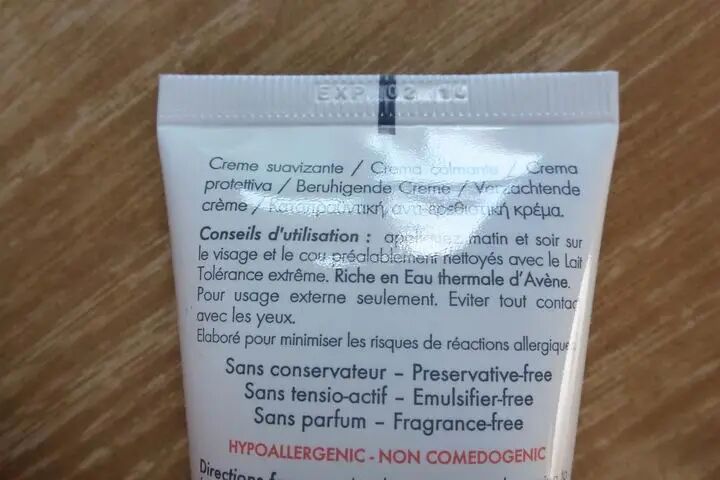 EXP. 02 14
Creme suavizante / Crema calmante / Crema
protettiva / Beruhigende Creme / Verzachtende
crème / Καταπραϋντική, αντι-ερεθιστική κρέμα.
Conseils d'utilisation : appliquez matin et soir sur
le visage et le cou préalablement nettoyés avec le Lait
Tolérance extrême. Riche en Eau thermale d'Avène.
Pour usage externe seulement. Eviter tout contac
avec les yeux.
Elaboré pour minimiser les risques de réactions allergique
Sans conservateur – Preservative-free
Sans tensio-actif – Emulsifier-free
Sans parfum – Fragrance-free
HYPOALLERGENIC - NON COMEDOGENIC
Directions